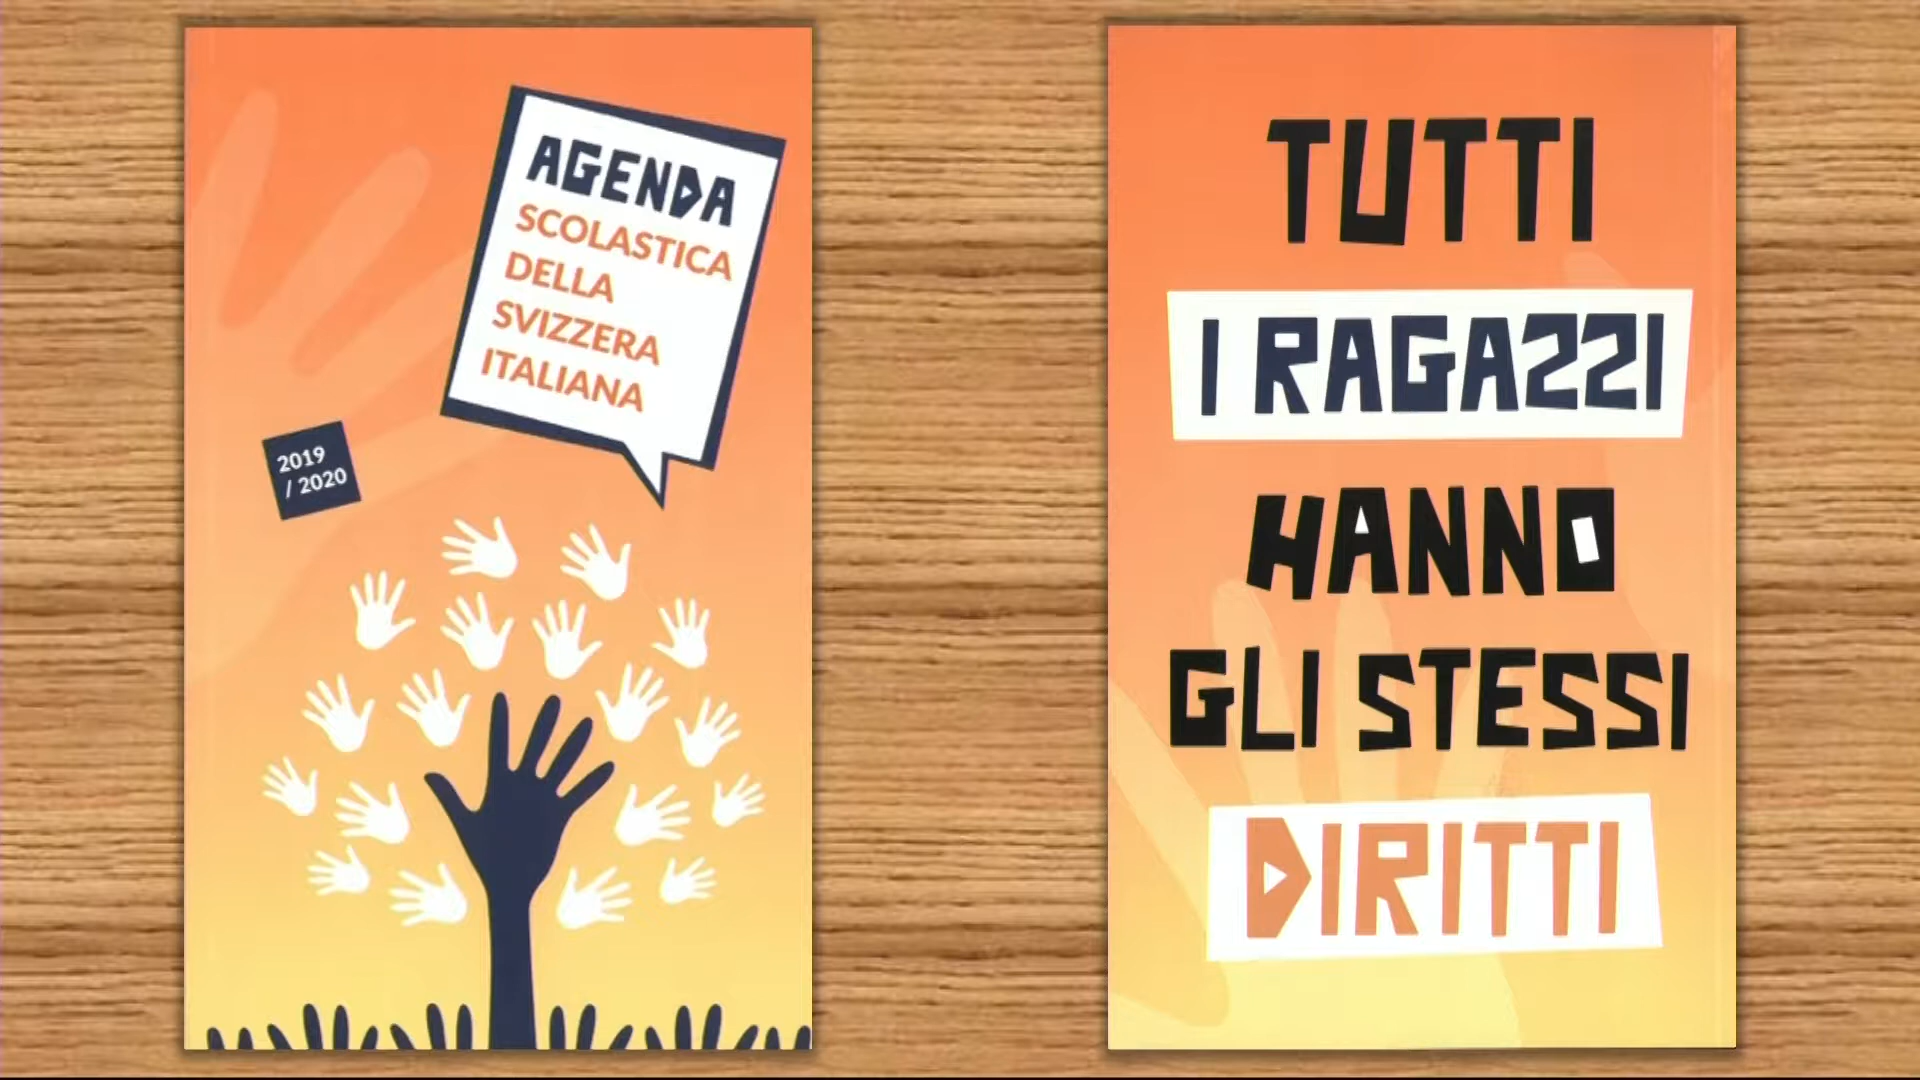 AGENDA
SCOLASTICA
DELLA
SVIZZERA
ITALIANA
2019
/ 2020
TUTTI
I RAGAZZI
HANNO
GLI STESSI
DIRITTI